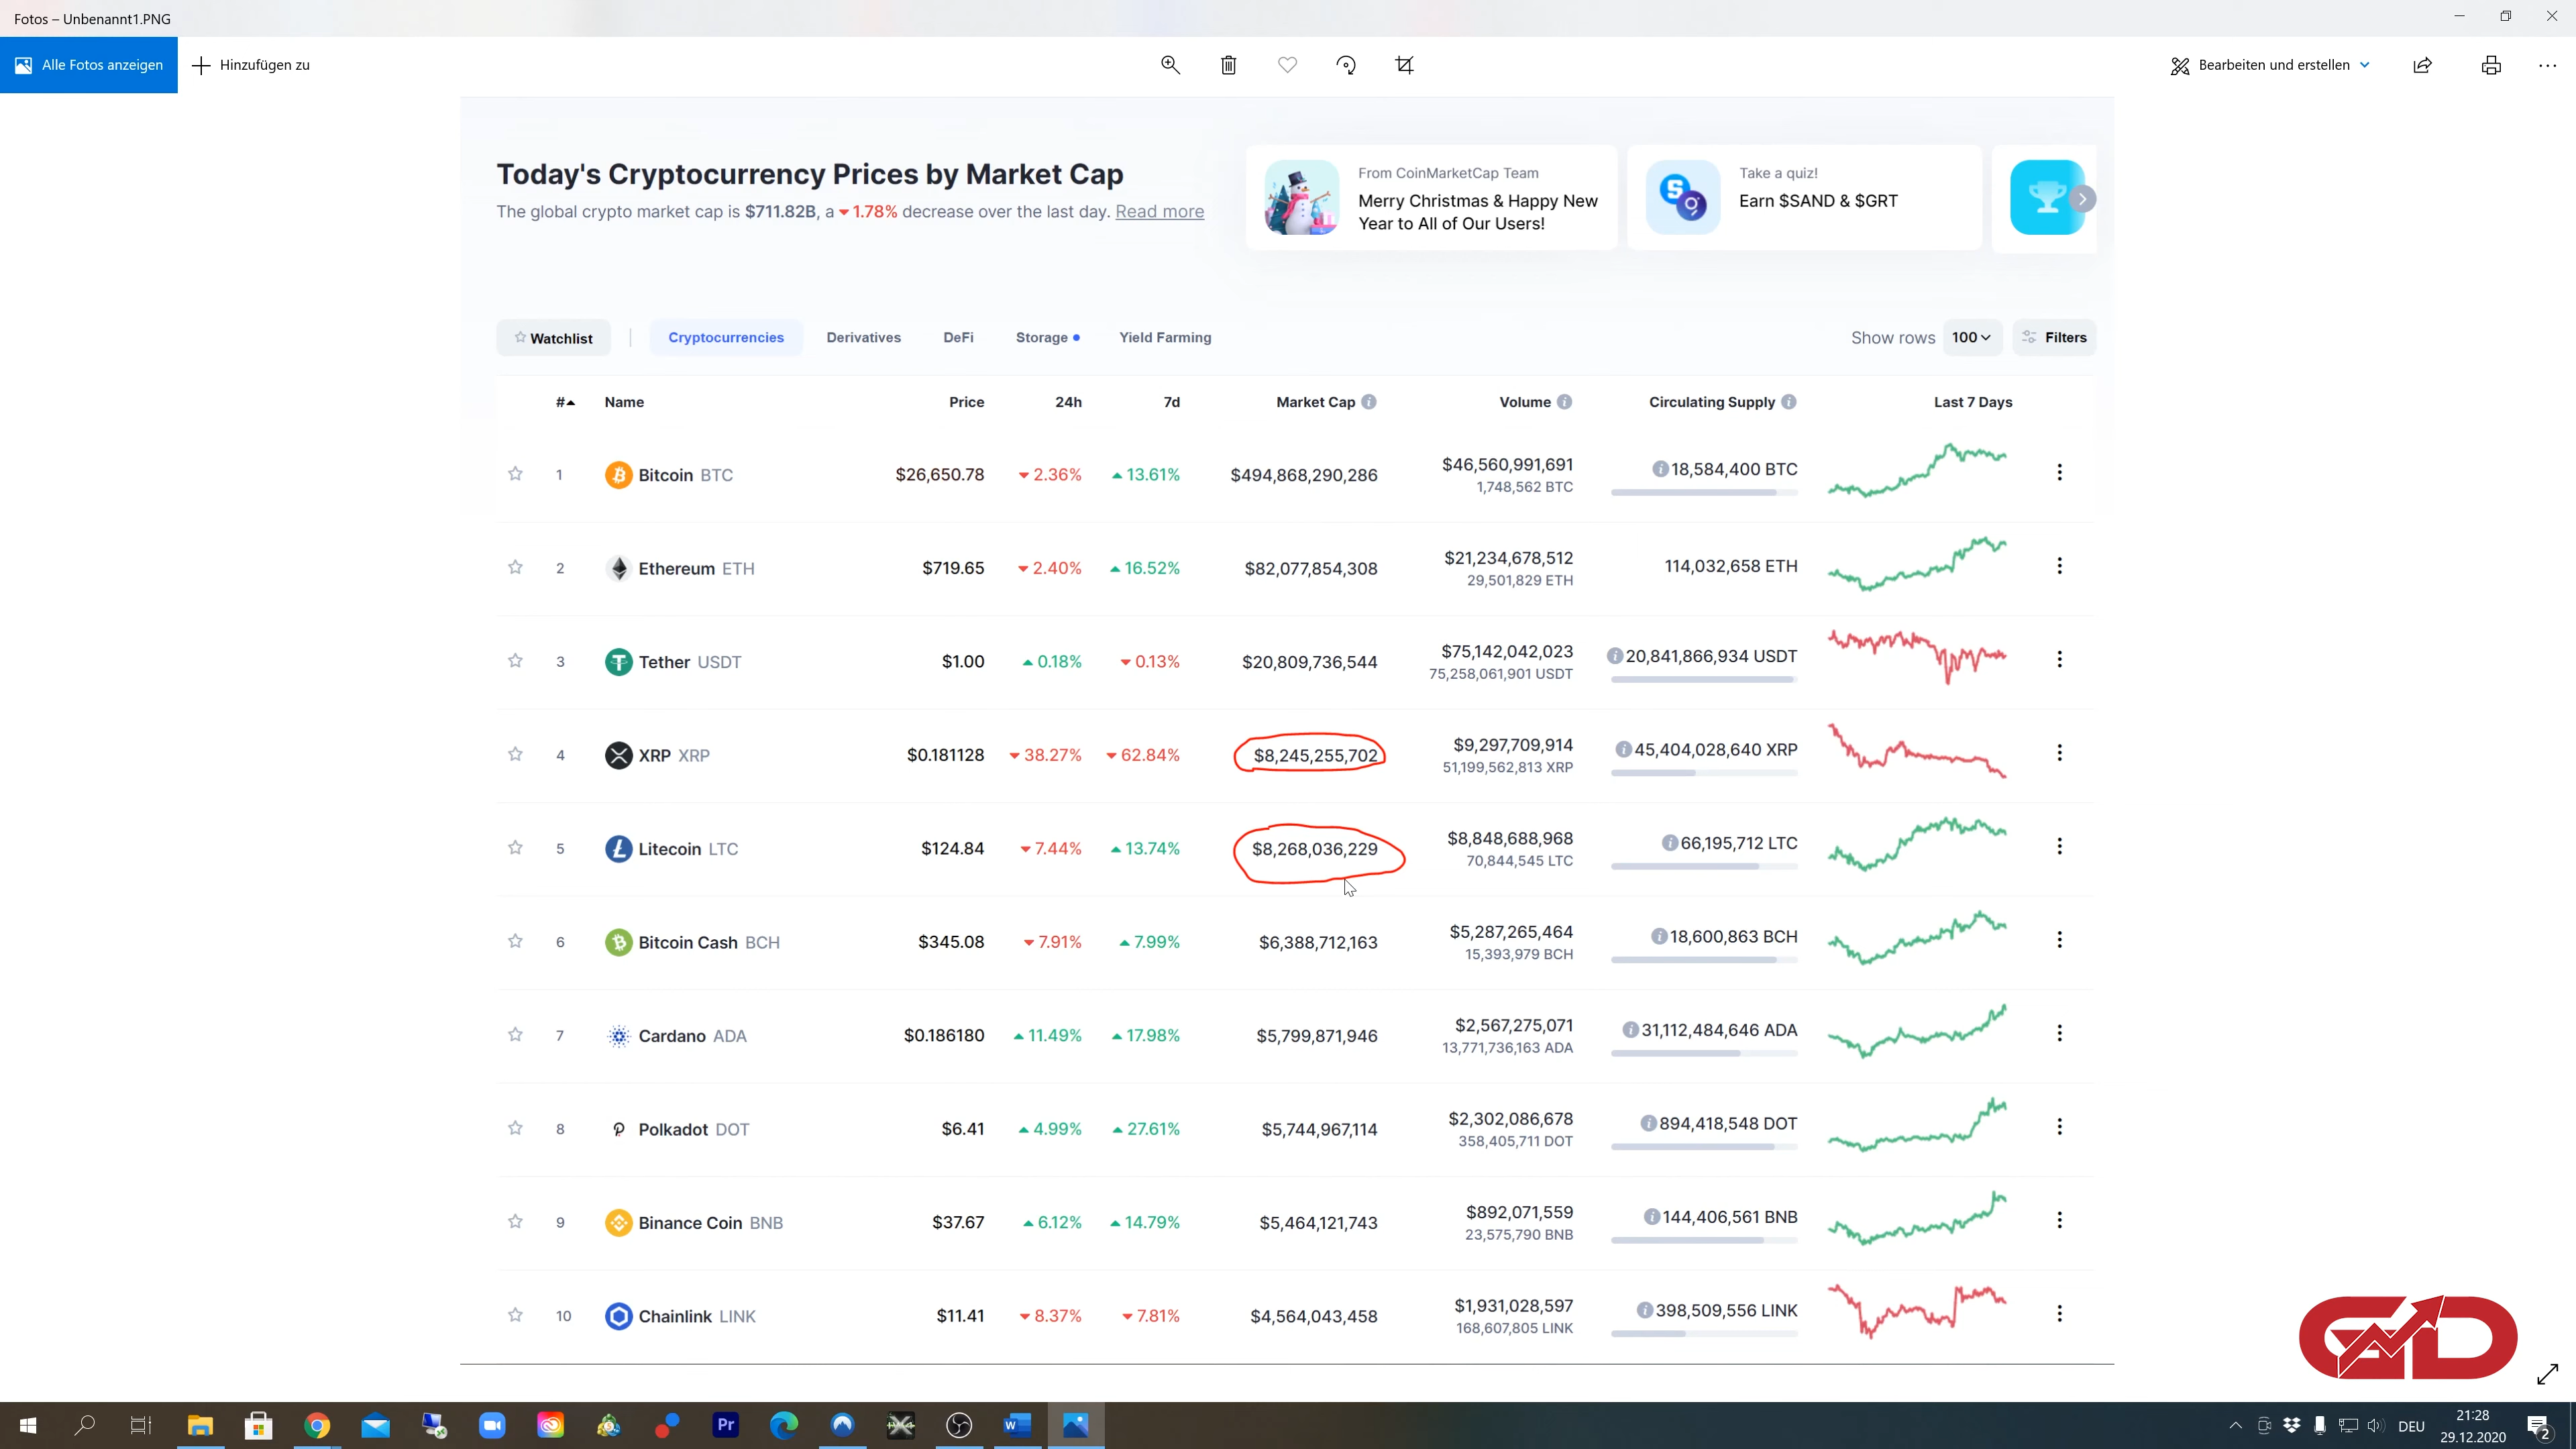 Fotos – Unbenannt1.PNG
Alle Fotos anzeigen
Hinzufügen zu
Bearbeiten und erstellen
Today's Cryptocurrency Prices by Market Cap
The global crypto market cap is $711.82B, a 1.78% decrease over the last day. Read more
From CoinMarketCap Team
Merry Christmas & Happy New
Year to All of Our Users!
Take a quiz!
Earn $SAND & $GRT
Watchlist
Cryptocurrencies Derivatives DeFi Storage Yield Farming
Show rows 100 Filters
# Name Price 24h 7d Market Cap Volume Circulating Supply Last 7 Days
1 Bitcoin BTC $26,650.78 2.36% 13.61% $494,868,290,286 $46,560,991,691 18,584,400 BTC
1,748,562 BTC
2 Ethereum ETH $719.65 2.40% 16.52% $82,077,854,308 $21,234,678,512 114,032,658 ETH
29,501,829 ETH
3 Tether USDT $1.00 0.18% 0.13% $20,809,736,544 $75,142,042,023 20,841,866,934 USDT
75,258,061,901 USDT
4 XRP XRP $0.181128 38.27% 62.84% $8,245,255,702 $9,297,709,914 45,404,028,640 XRP
51,199,562,813 XRP
5 Litecoin LTC $124.84 7.44% 13.74% $8,268,036,229 $8,848,688,968 66,195,712 LTC
70,844,545 LTC
6 Bitcoin Cash BCH $345.08 7.91% 7.99% $6,388,712,163 $5,287,265,464 18,600,863 BCH
15,393,979 BCH
7 Cardano ADA $0.186180 11.49% 17.98% $5,799,871,946 $2,567,275,071 31,112,484,646 ADA
13,771,736,163 ADA
8 Polkadot DOT $6.41 4.99% 27.61% $5,744,967,114 $2,302,086,678 894,418,548 DOT
358,405,711 DOT
9 Binance Coin BNB $37.67 6.12% 14.79% $5,464,121,743 $892,071,559 144,406,561 BNB
23,575,790 BNB
10 Chainlink LINK $11.41 8.37% 7.81% $4,564,043,458 $1,931,028,597 398,509,556 LINK
168,607,805 LINK
GD
Pr
W
DEU
21:28
29.12.2020
2